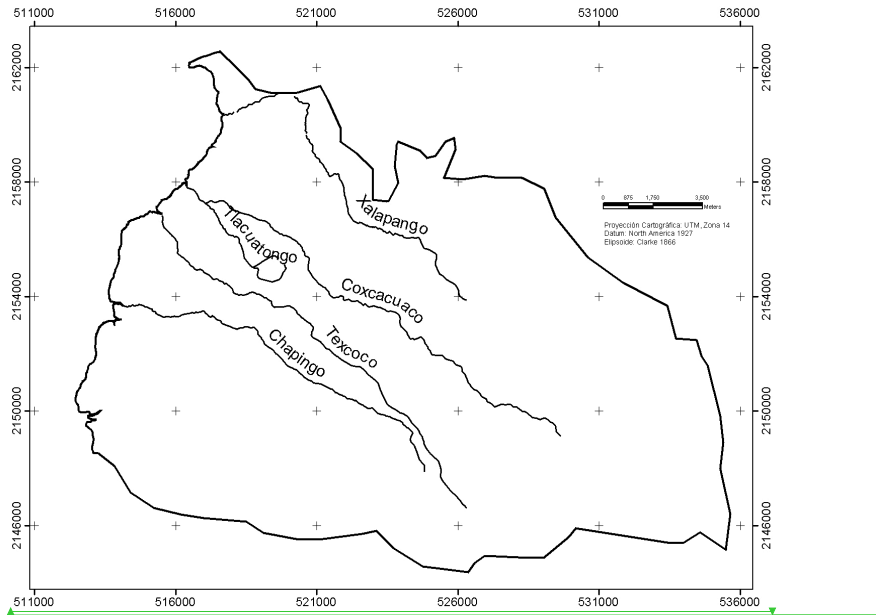 511000 516000 521000 526000 531000 536000
2162000 2162000
2158000 2158000
2154000 2154000
2150000 2150000
2146000 2146000
Xalapango
Tlacuatongo
Coxcacuaco
Texcoco
Chapingo
0 875 1,750 3,500
Meters
Proyección Cartográfica: UTM, Zona 14
Datum: North America 1927
Elipsoide: Clarke 1866
511000 516000 521000 526000 531000 536000